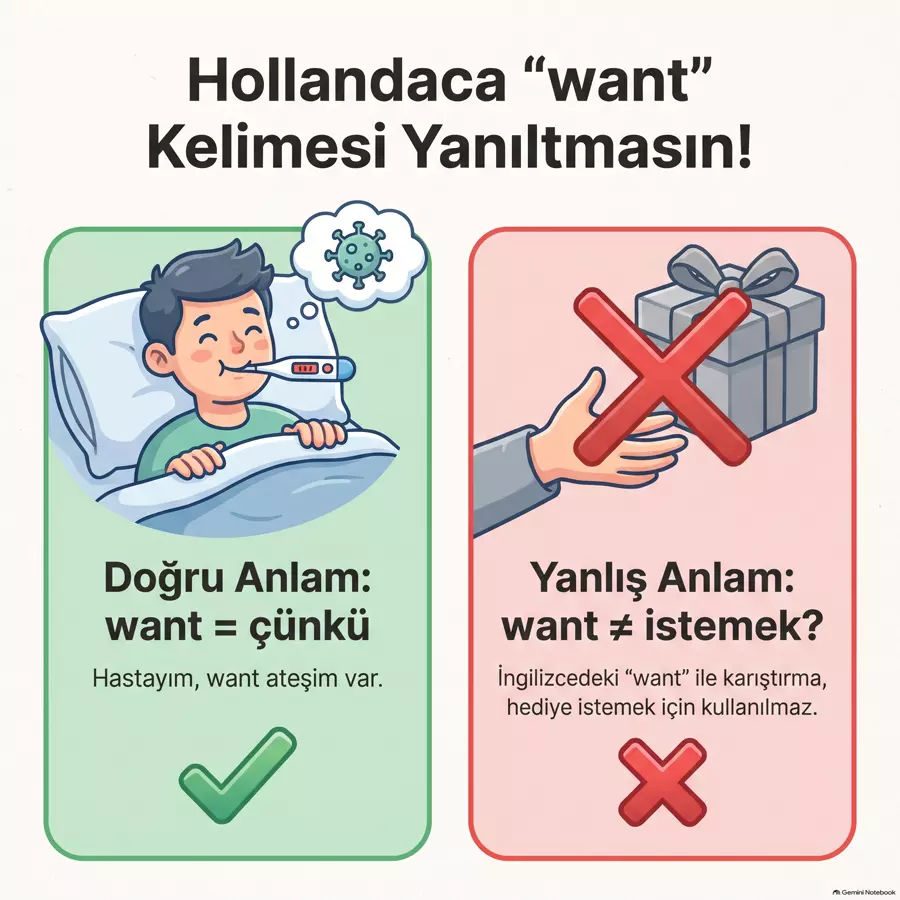 Hollandaca “want”
Kelimesi Yanıltmasın!
Doğru Anlam:
want = çünkü
Hastayım, want ateşim var.
Yanlış Anlam:
want ≠ istemek?
İngilizcedeki “want” ile karıştırma,
hediye istemek için kullanılmaz.
Gemini Notebook